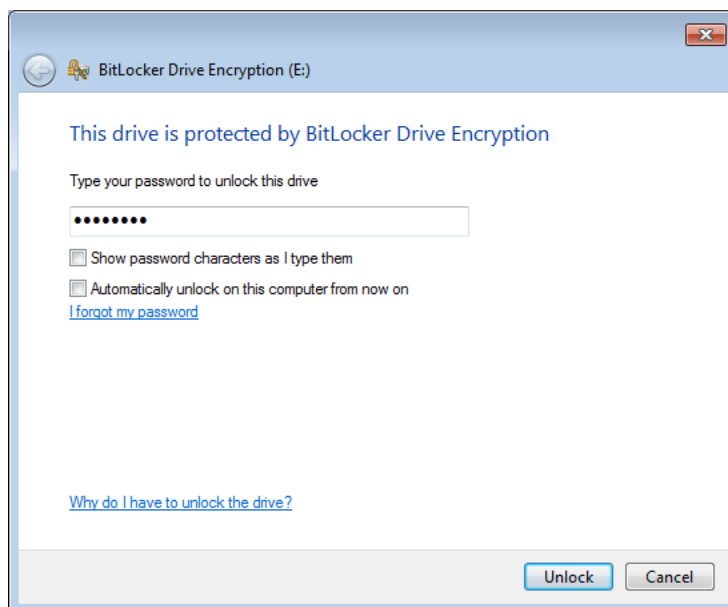 BitLocker Drive Encryption (E:)
This drive is protected by BitLocker Drive Encryption
Type your password to unlock this drive
••••••••
Show password characters as I type them
Automatically unlock on this computer from now on
I forgot my password
Why do I have to unlock the drive?
Unlock Cancel